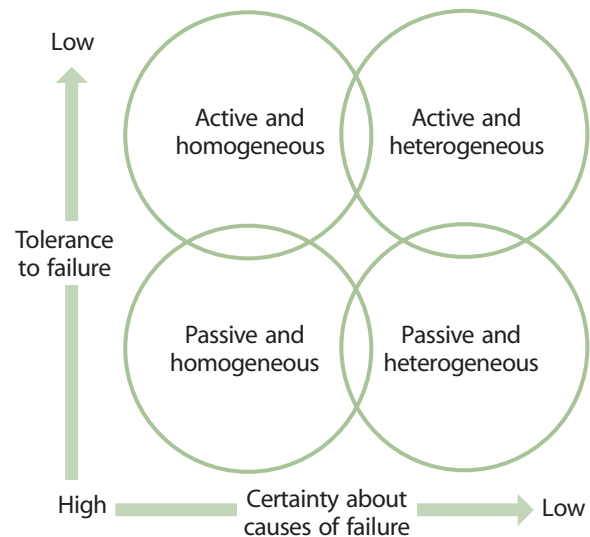 Low
Active and
homogeneous
Active and
heterogeneous
Tolerance
to failure
Passive and
homogeneous
Passive and
heterogeneous
High
Certainty about
causes of failure
Low